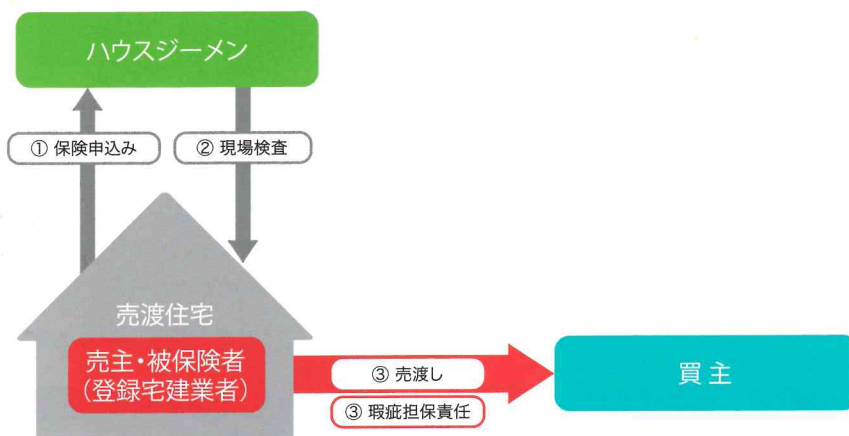 ハウスジーメン
① 保険申込み
② 現場検査
売渡住宅
売主・被保険者
(登録宅建業者)
③ 売渡し
③ 瑕疵担保責任
買主